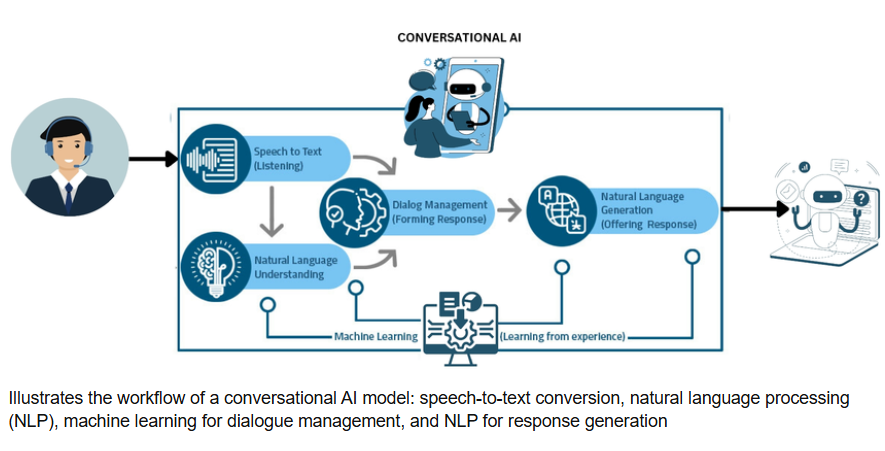 CONVERSATIONAL AI
Speech to Text
(Listening)
Dialog Management
(Forming Response)
Natural Language
Generation
(Offering Response)
Natural Language
Understanding
Machine Learning
(Learning from experience)
Illustrates the workflow of a conversational AI model: speech-to-text conversion, natural language processing
(NLP), machine learning for dialogue management, and NLP for response generation